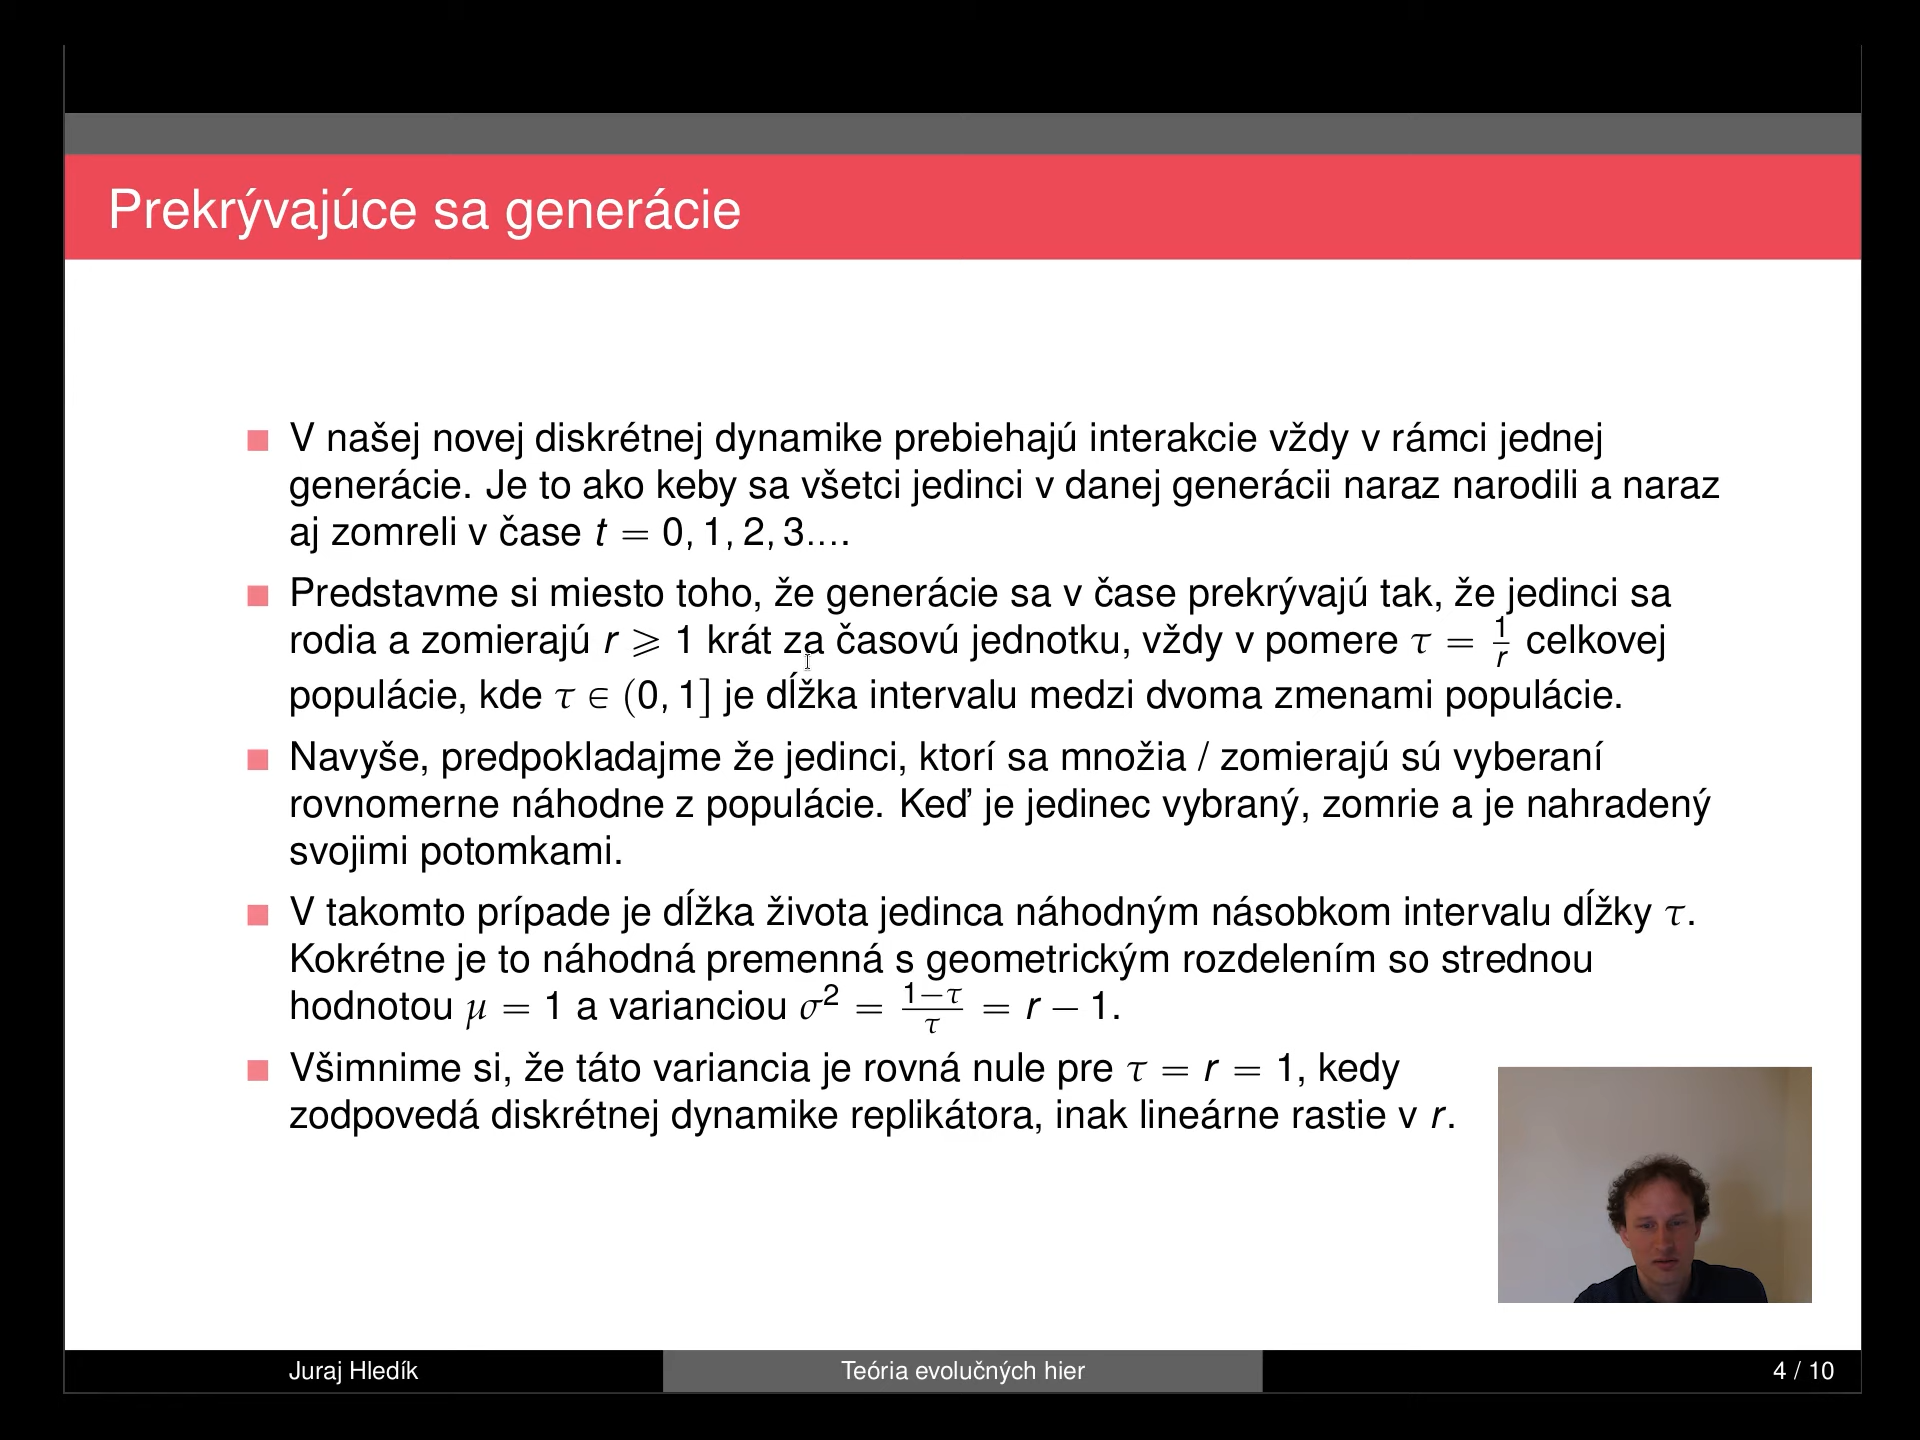 Prekrývajúce sa generácie
V našej novej diskrétnej dynamike prebiehajú interakcie vždy v rámci jednej
generácie. Je to ako keby sa všetci jedinci v danej generácii naraz narodili a naraz
aj zomreli v čase t = 0, 1, 2, 3....
Predstavme si miesto toho, že generácie sa v čase prekrývajú tak, že jedinci sa
rodia a zomierajú r ⩾ 1 krát za časovú jednotku, vždy v pomere τ = 1/r celkovej
populácie, kde τ ∈ (0, 1] je dĺžka intervalu medzi dvoma zmenami populácie.
Navyše, predpokladajme že jedinci, ktorí sa množia / zomierajú sú vyberaní
rovnomerne náhodne z populácie. Keď je jedinec vybraný, zomrie a je nahradený
svojimi potomkami.
V takomto prípade je dĺžka života jedinca náhodným násobkom intervalu dĺžky τ.
Kokrétne je to náhodná premenná s geometrickým rozdelením so strednou
hodnotou μ = 1 a varianciou σ² = (1−τ)/τ = r − 1.
Všimnime si, že táto variancia je rovná nule pre τ = r = 1, kedy
zodpovedá diskrétnej dynamike replikátora, inak lineárne rastie v r.
Juraj Hledík
Teória evolučných hier
4 / 10